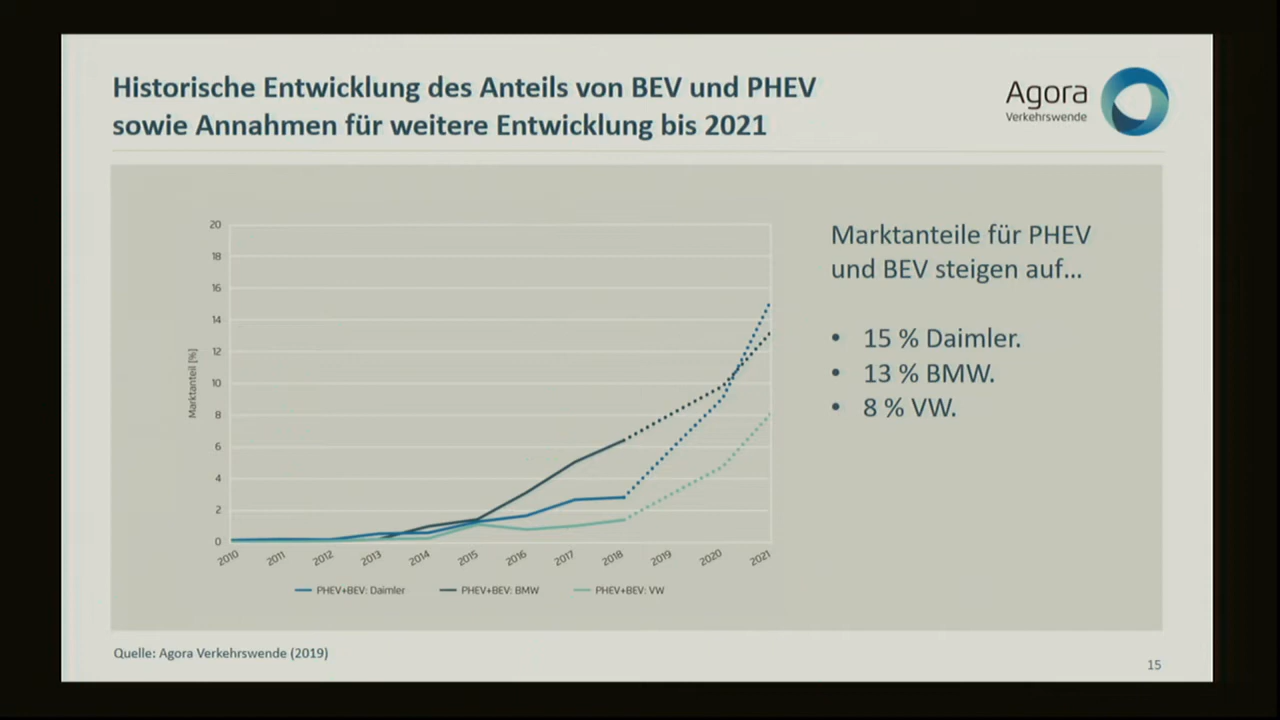 Historische Entwicklung des Anteils von BEV und PHEV
sowie Annahmen für weitere Entwicklung bis 2021
Agora
Verkehrswende
20
18
16
14
12
10
8
6
4
2
0
Marktanteil [%]
2010 2011 2012 2013 2014 2015 2016 2017 2018 2019 2020 2021
PHEV+BEV: Daimler PHEV+BEV: BMW PHEV+BEV: VW
Marktanteile für PHEV
und BEV steigen auf...
• 15 % Daimler.
• 13 % BMW.
• 8 % VW.
Quelle: Agora Verkehrswende (2019)
15